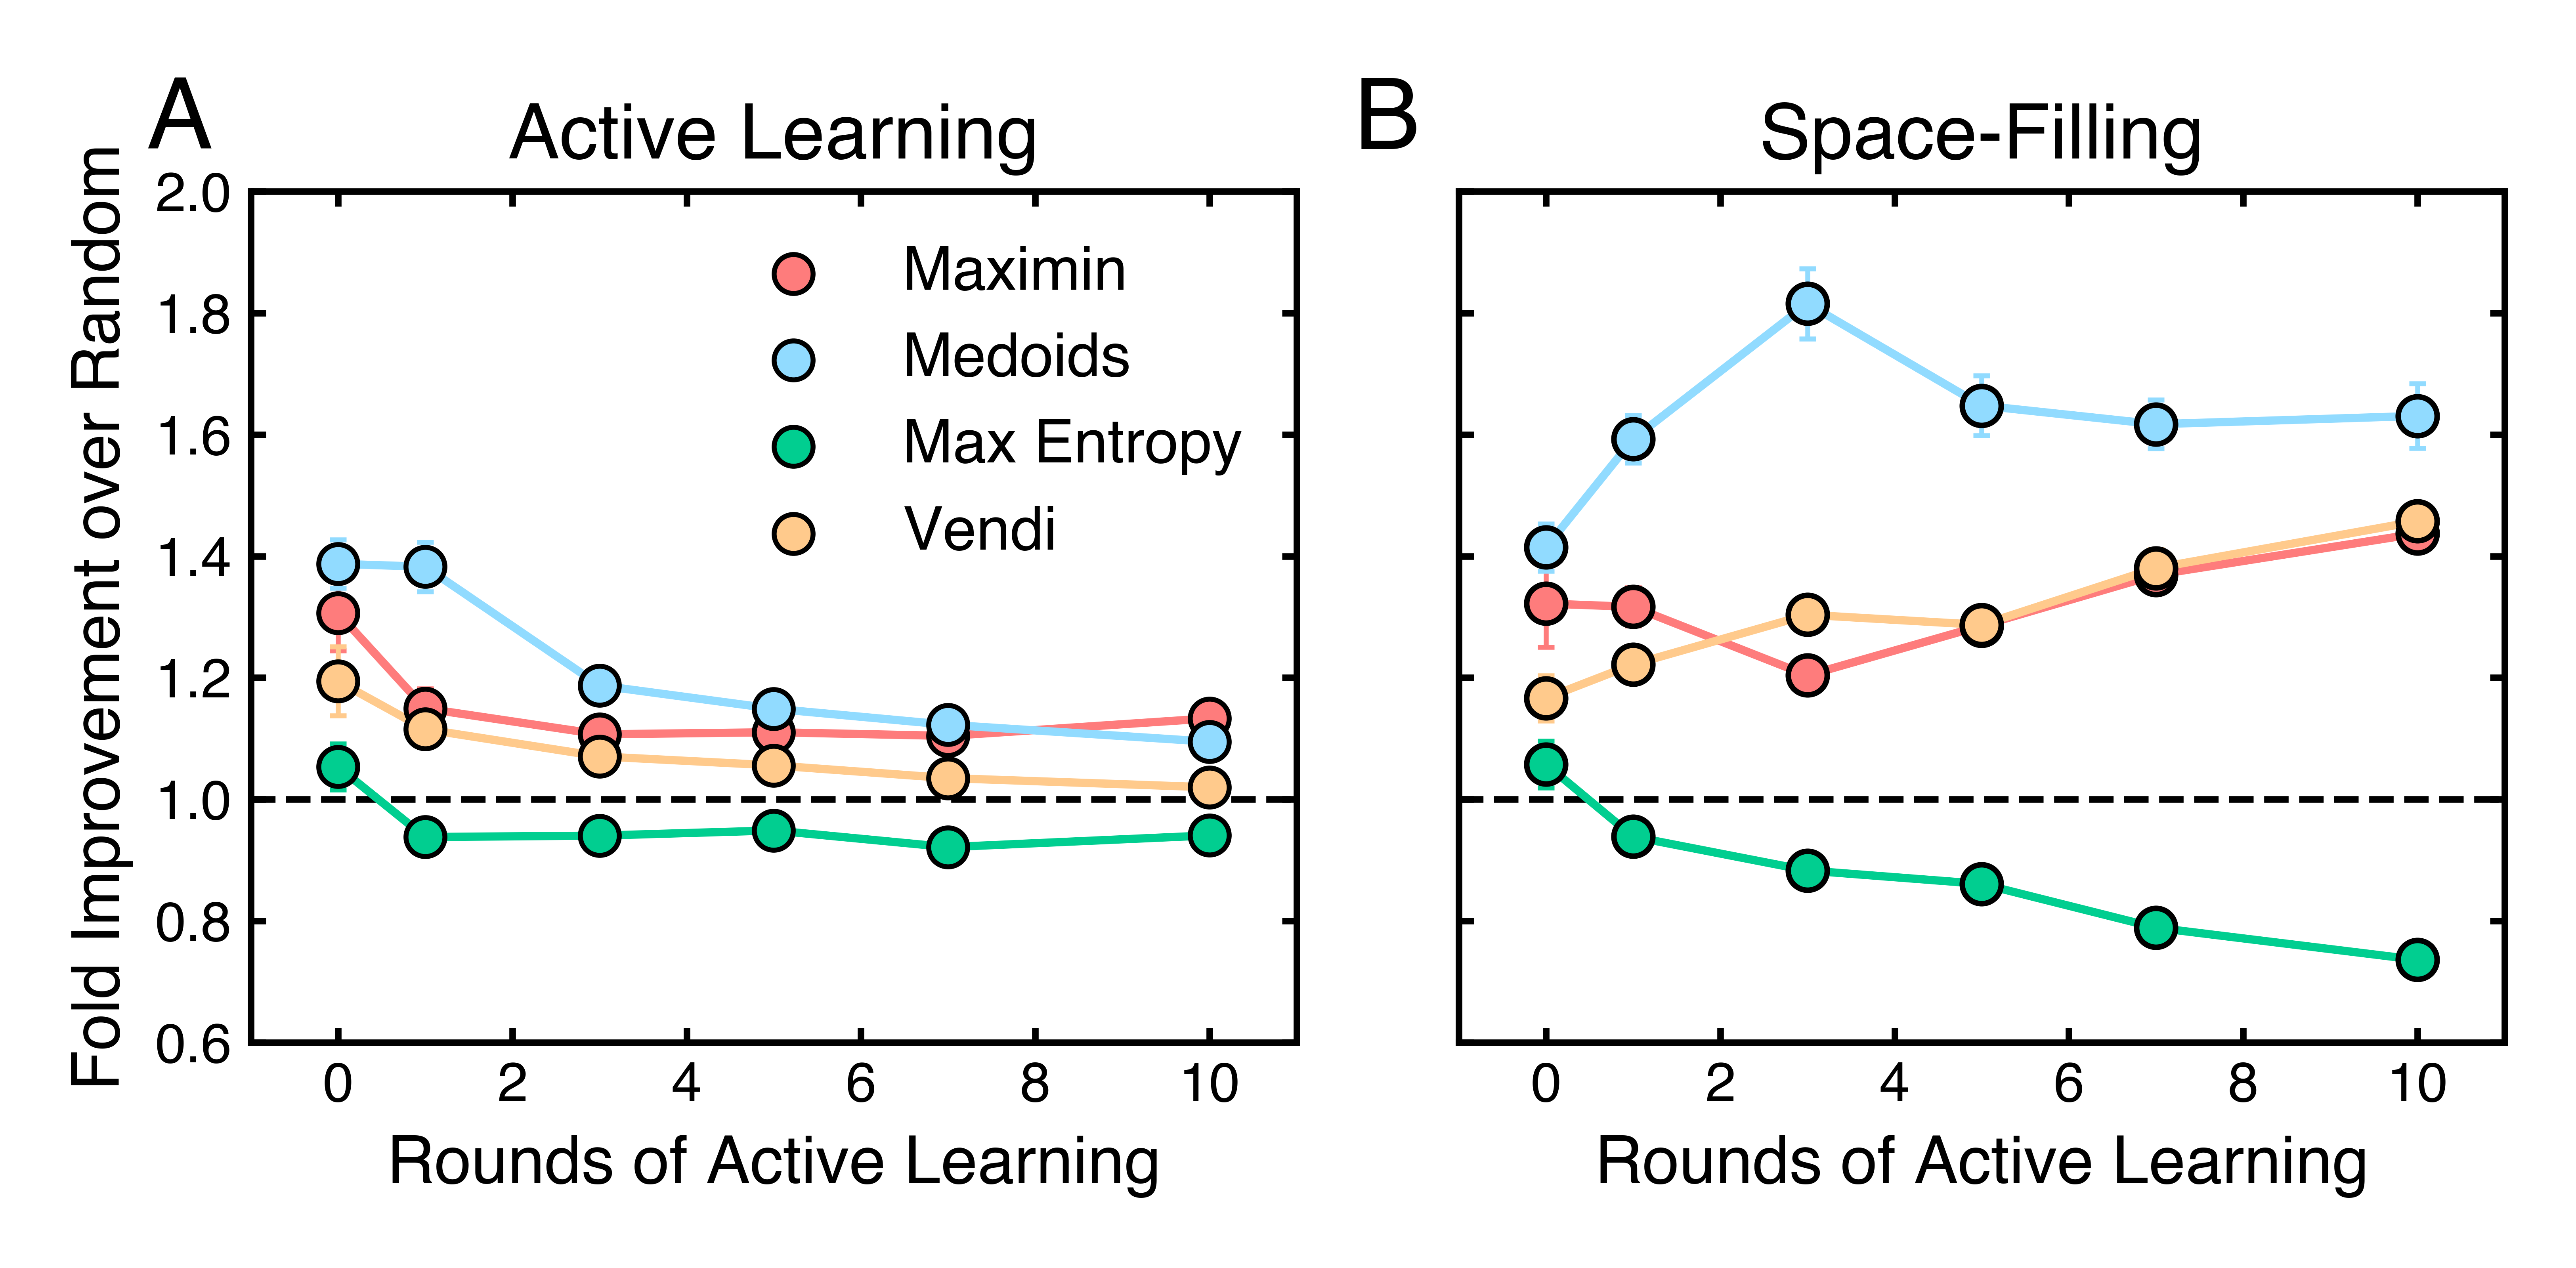 A
Active Learning
Fold Improvement over Random
2.0
1.8
1.6
1.4
1.2
1.0
0.8
0.6
Maximin
Medoids
Max Entropy
Vendi
0 2 4 6 8 10
Rounds of Active Learning
B
Space-Filling
0 2 4 6 8 10
Rounds of Active Learning